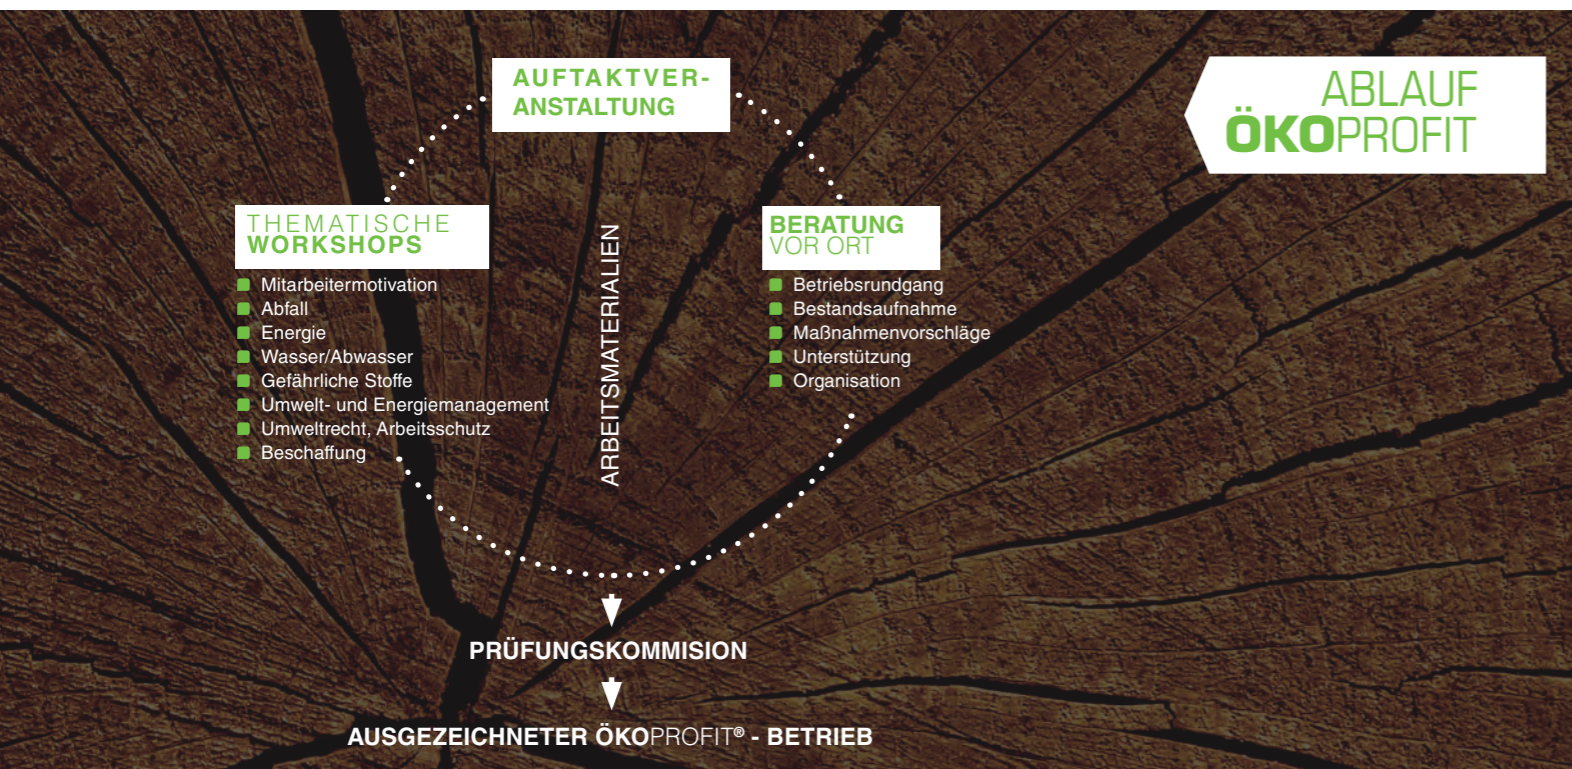 AUFTAKTVER-
ANSTALTUNG
ABLAUF
ÖKOPROFIT
THEMATISCHE
WORKSHOPS
Mitarbeitermotivation
Abfall
Energie
Wasser/Abwasser
Gefährliche Stoffe
Umwelt- und Energiemanagement
Umweltrecht, Arbeitsschutz
Beschaffung
ARBEITSMATERIALIEN
BERATUNG
VOR ORT
Betriebsrundgang
Bestandsaufnahme
Maßnahmenvorschläge
Unterstützung
Organisation
PRÜFUNGSKOMMISION
AUSGEZEICHNETER ÖKOPROFIT® - BETRIEB